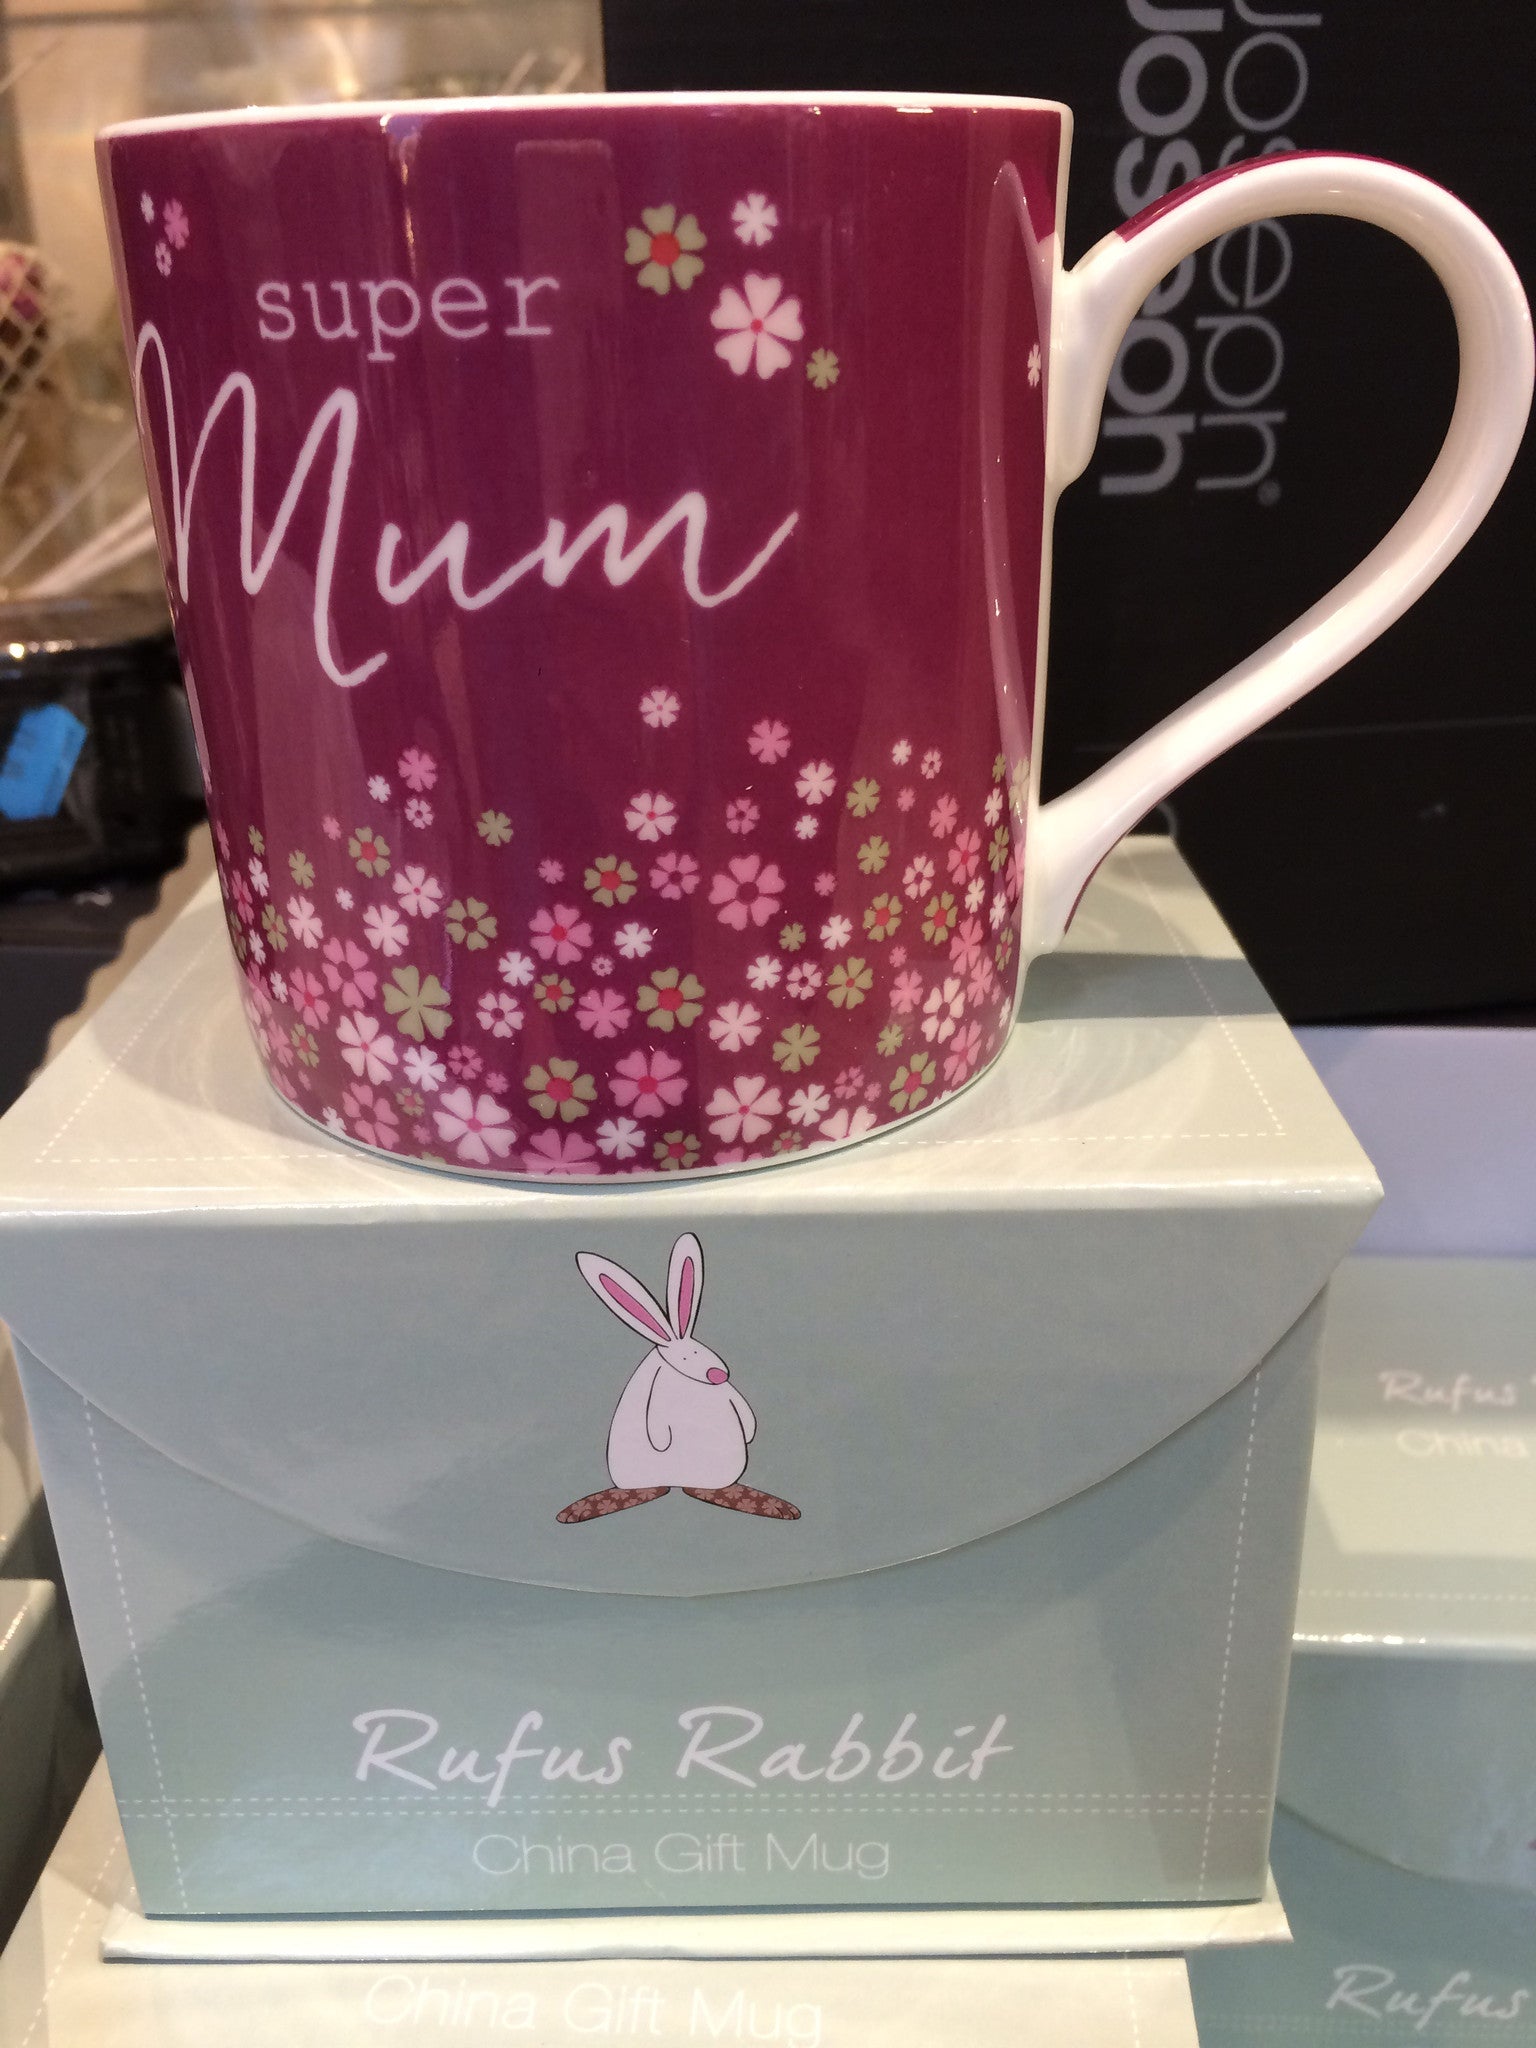 super
Mum
Joseph
Joseph®
Rufus Rabbit
China Gift Mug
China Gift Mug
Rufus
China
Rufus